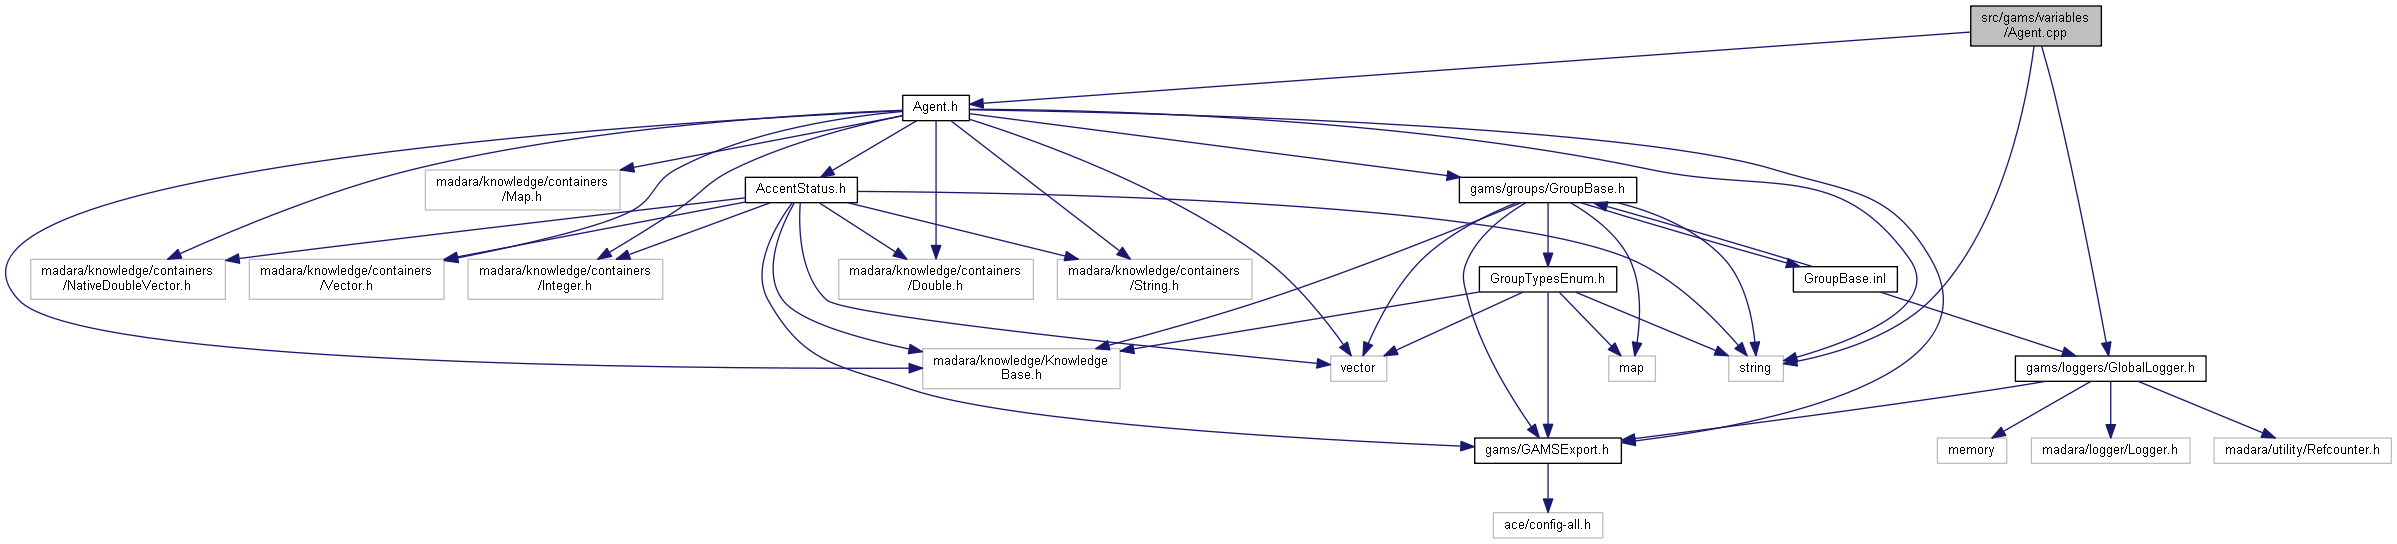 src/gams/variables
/Agent.cpp
Agent.h
madara/knowledge/containers
/Map.h
AccentStatus.h
gams/groups/GroupBase.h
madara/knowledge/containers
/NativeDoubleVector.h
madara/knowledge/containers
/Vector.h
madara/knowledge/containers
/Integer.h
madara/knowledge/containers
/Double.h
madara/knowledge/containers
/String.h
GroupTypesEnum.h
GroupBase.inl
madara/knowledge/Knowledge
Base.h
vector
map
string
gams/loggers/GlobalLogger.h
gams/GAMSExport.h
memory
madara/logger/Logger.h
madara/utility/Refcounter.h
ace/config-all.h